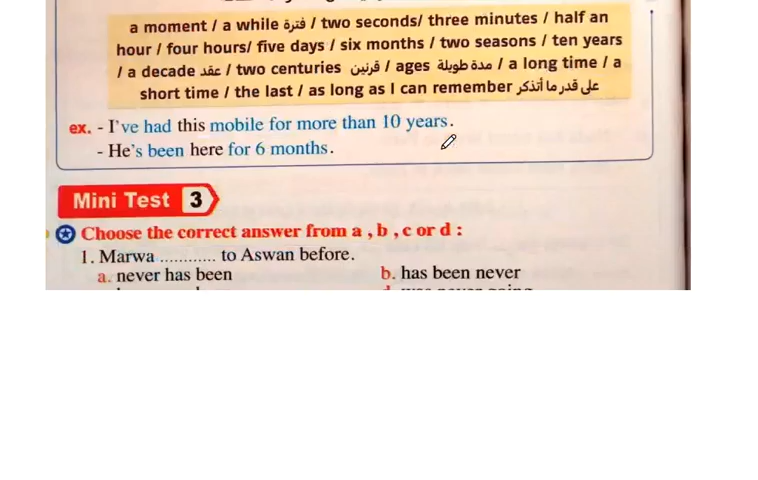 a moment / a while فترة / two seconds/ three minutes / half an
hour / four hours/ five days / six months / two seasons / ten years
/ a decade عقد / two centuries قرنين / ages مدة طويلة / a long time / a
short time / the last / as long as I can remember على قدر ما أتذكر
ex. - I've had this mobile for more than 10 years.
- He's been here for 6 months.
Mini Test 3
Choose the correct answer from a , b , c or d :
1. Marwa ............ to Aswan before.
a. never has been b. has been never